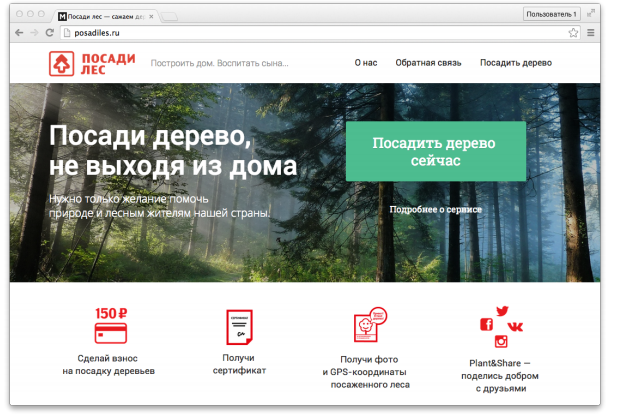 Посади лес — сажаем дер
Пользователь 1
posadiles.ru
ПОСАДИ
ЛЕС
Построить дом. Воспитать сына...
О нас
Обратная связь
Посадить дерево
Посади дерево,
не выходя из дома
Нужно только желание помочь
природе и лесным жителям нашей страны.
Посадить дерево
сейчас
Подробнее о сервисе
150 ₽
Сделай взнос
на посадку деревьев
Получи
сертификат
Получи фото
и GPS-координаты
посаженного леса
Plant&Share —
поделись добром
с друзьями